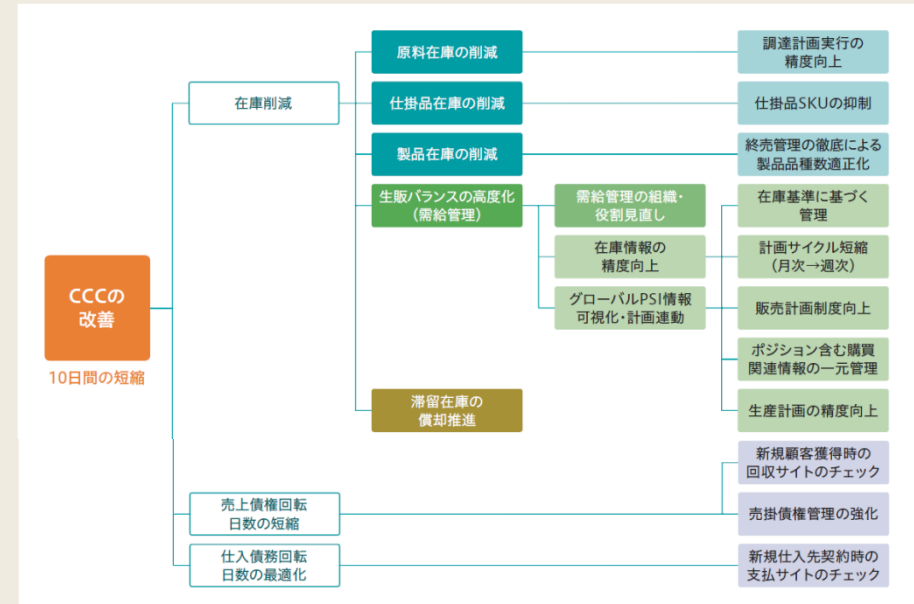 CCCの
改善
10日間の短縮
在庫削減
原料在庫の削減
調達計画実行の
精度向上
仕掛品在庫の削減
仕掛品SKUの抑制
製品在庫の削減
終売管理の徹底による
製品品種数適正化
生販バランスの高度化
(需給管理)
需給管理の組織・
役割見直し
在庫情報の
精度向上
グローバルPSI情報
可視化・計画連動
在庫基準に基づく
管理
計画サイクル短縮
(月次→週次)
販売計画制度向上
ポジション含む購買
関連情報の一元管理
生産計画の精度向上
滞留在庫の
償却推進
売上債権回転
日数の短縮
新規顧客獲得時の
回収サイトのチェック
売掛債権管理の強化
仕入債務回転
日数の最適化
新規仕入先契約時の
支払サイトのチェック